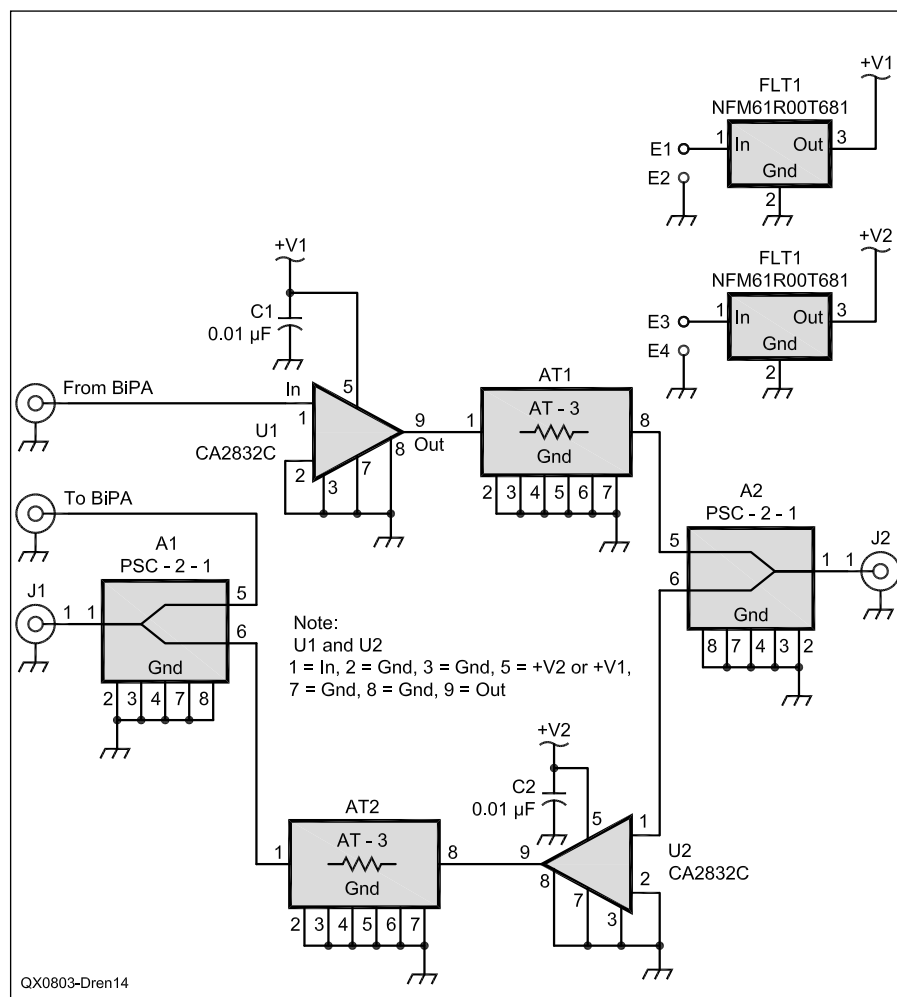 +V1
FLT1
NFM61R00T681
1 In Out 3
E1
Gnd
E2
2
+V2
FLT1
NFM61R00T681
1 In Out 3
E3
Gnd
E4
2
+V1
C1
0.01 µF
5
From BiPA
In
1
U1
CA2832C
2
3
7
8
9
Out
AT1
1
AT - 3
8
Gnd
2 3 4 5 6 7
To BiPA
A1
PSC - 2 - 1
J1
1 1
5
6
Gnd
2 3 4 7 8
A2
PSC - 2 - 1
5
6
1 1
J2
Gnd
8 7 4 3 2
Note:
U1 and U2
1 = In, 2 = Gnd, 3 = Gnd, 5 = +V2 or +V1,
7 = Gnd, 8 = Gnd, 9 = Out
+V2
C2
0.01 µF
5
1
U2
CA2832C
2
3
7
8
9
AT2
1
AT - 3
8
Gnd
2 3 4 5 6 7
QX0803-Dren14